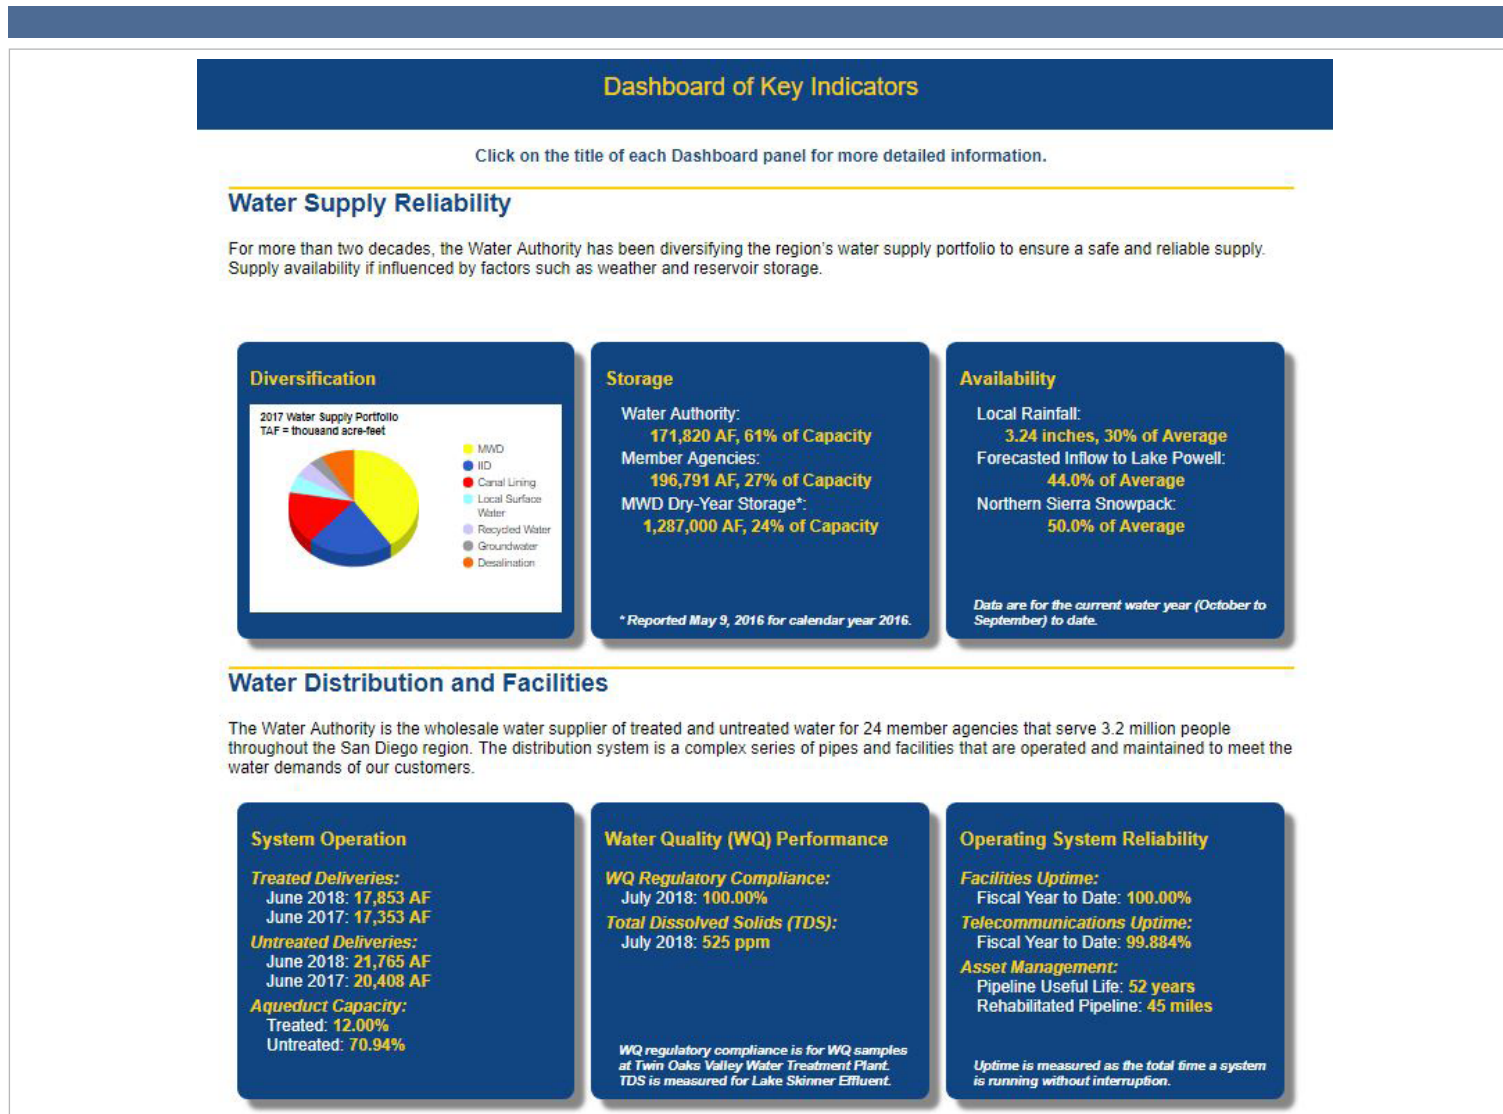 Dashboard of Key Indicators
Click on the title of each Dashboard panel for more detailed information.
Water Supply Reliability
For more than two decades, the Water Authority has been diversifying the region's water supply portfolio to ensure a safe and reliable supply.
Supply availability if influenced by factors such as weather and reservoir storage.
Diversification
2017 Water Supply Portfolio
TAF = thousand acre-feet
MWD
IID
Canal Lining
Local Surface
Water
Recycled Water
Groundwater
Desalination
Storage
Water Authority:
171,820 AF, 61% of Capacity
Member Agencies:
196,791 AF, 27% of Capacity
MWD Dry-Year Storage*:
1,287,000 AF, 24% of Capacity
* Reported May 9, 2016 for calendar year 2016.
Availability
Local Rainfall:
3.24 inches, 30% of Average
Forecasted Inflow to Lake Powell:
44.0% of Average
Northern Sierra Snowpack:
50.0% of Average
Data are for the current water year (October to
September) to date.
Water Distribution and Facilities
The Water Authority is the wholesale water supplier of treated and untreated water for 24 member agencies that serve 3.2 million people
throughout the San Diego region. The distribution system is a complex series of pipes and facilities that are operated and maintained to meet the
water demands of our customers.
System Operation
Treated Deliveries:
June 2018: 17,853 AF
June 2017: 17,353 AF
Untreated Deliveries:
June 2018: 21,765 AF
June 2017: 20,408 AF
Aqueduct Capacity:
Treated: 12.00%
Untreated: 70.94%
Water Quality (WQ) Performance
WQ Regulatory Compliance:
July 2018: 100.00%
Total Dissolved Solids (TDS):
July 2018: 525 ppm
WQ regulatory compliance is for WQ samples
at Twin Oaks Valley Water Treatment Plant.
TDS is measured for Lake Skinner Effluent.
Operating System Reliability
Facilities Uptime:
Fiscal Year to Date: 100.00%
Telecommunications Uptime:
Fiscal Year to Date: 99.884%
Asset Management:
Pipeline Useful Life: 52 years
Rehabilitated Pipeline: 45 miles
Uptime is measured as the total time a system
is running without interruption.